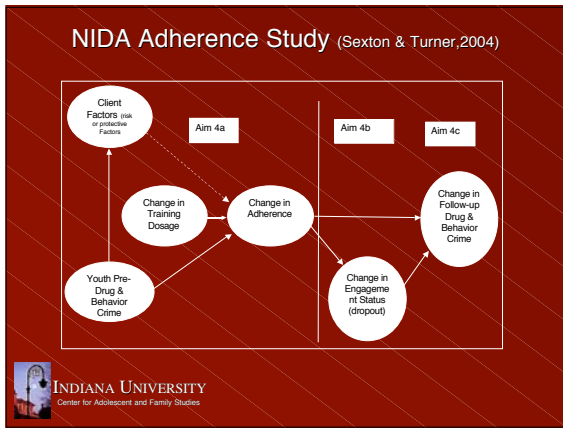 NIDA Adherence Study (Sexton & Turner,2004)
Client
Factors (risk
or protective
Factors
Aim 4a
Aim 4b
Aim 4c
Change in
Training
Dosage
Change in
Adherence
Change in
Follow-up
Drug &
Behavior
Crime
Youth Pre-
Drug &
Behavior
Crime
Change in
Engageme
nt Status
(dropout)
INDIANA UNIVERSITY
Center for Adolescent and Family Studies